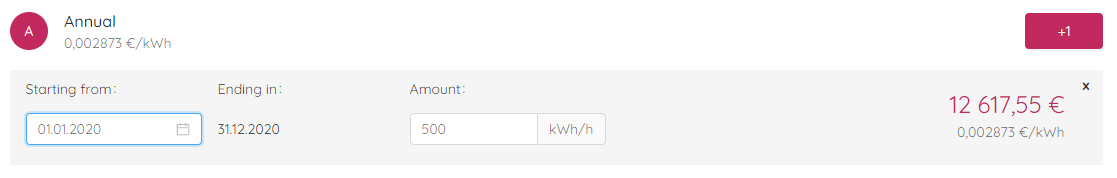 A
Annual
0,002873 €/kWh
+1
Starting from:
Ending in:
Amount:
x
01.01.2020
31.12.2020
500
kWh/h
12 617,55 €
0,002873 €/kWh